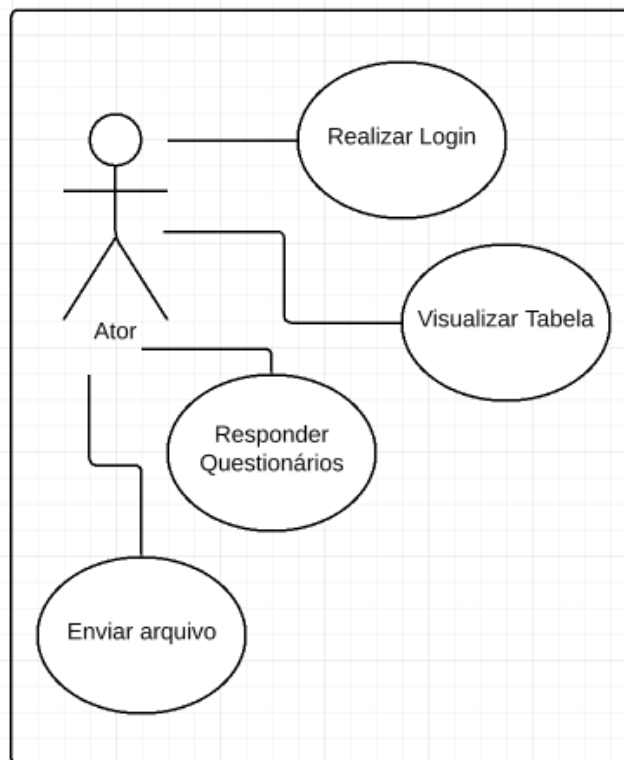 Realizar Login
Visualizar Tabela
Ator
Responder
Questionários
Enviar arquivo